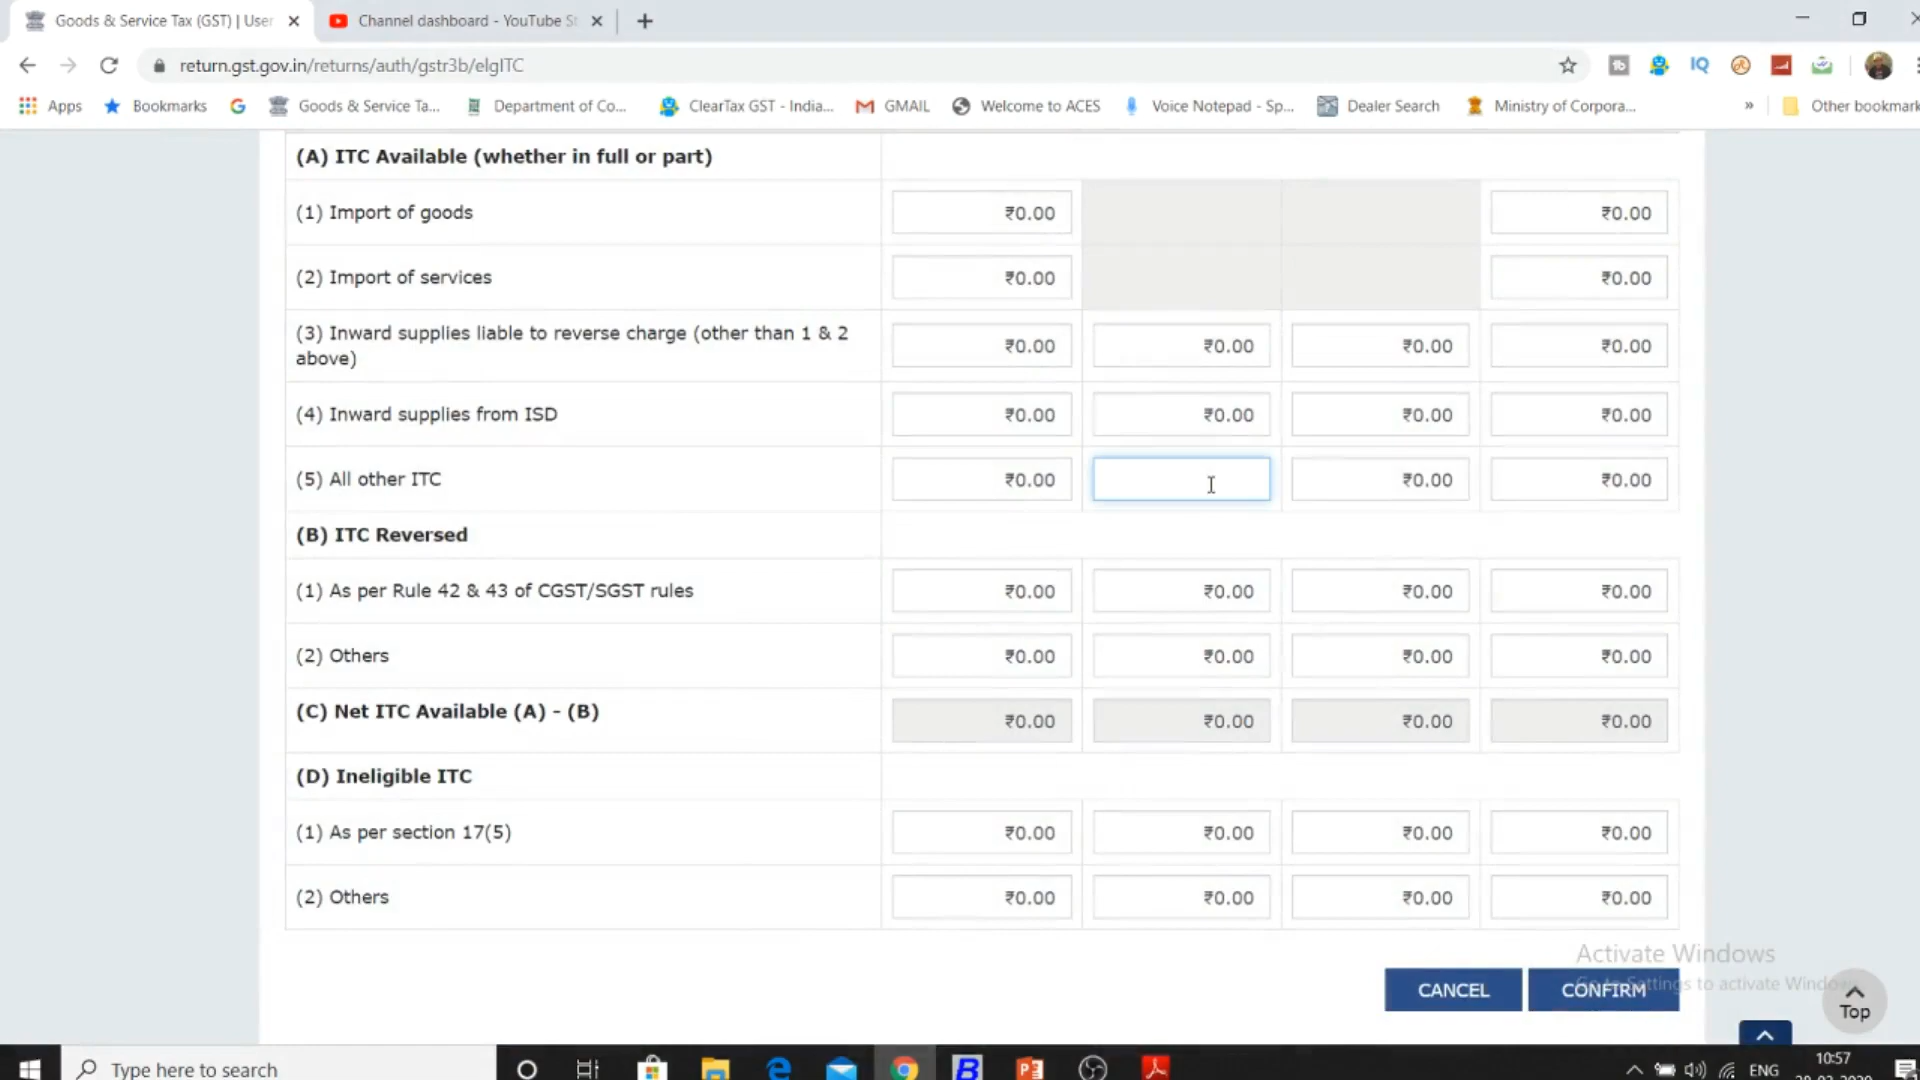 Goods & Service Tax (GST) | User
Channel dashboard - YouTube St
return.gst.gov.in/returns/auth/gstr3b/elgITC
tb
IQ
Apps
Bookmarks
Goods & Service Ta...
Department of Co...
ClearTax GST - India...
GMAIL
Welcome to ACES
Voice Notepad - Sp...
Dealer Search
Ministry of Corpora...
»
Other bookmark
(A) ITC Available (whether in full or part)
(1) Import of goods ₹0.00 ₹0.00
(2) Import of services ₹0.00 ₹0.00
(3) Inward supplies liable to reverse charge (other than 1 & 2
above) ₹0.00 ₹0.00 ₹0.00 ₹0.00
(4) Inward supplies from ISD ₹0.00 ₹0.00 ₹0.00 ₹0.00
(5) All other ITC ₹0.00 ₹0.00 ₹0.00
(B) ITC Reversed
(1) As per Rule 42 & 43 of CGST/SGST rules ₹0.00 ₹0.00 ₹0.00 ₹0.00
(2) Others ₹0.00 ₹0.00 ₹0.00 ₹0.00
(C) Net ITC Available (A) - (B) ₹0.00 ₹0.00 ₹0.00 ₹0.00
(D) Ineligible ITC
(1) As per section 17(5) ₹0.00 ₹0.00 ₹0.00 ₹0.00
(2) Others ₹0.00 ₹0.00 ₹0.00 ₹0.00
Activate Windows
Go to Settings to activate Windo
CANCEL
CONFIRM
Top
Type here to search
ENG
10:57